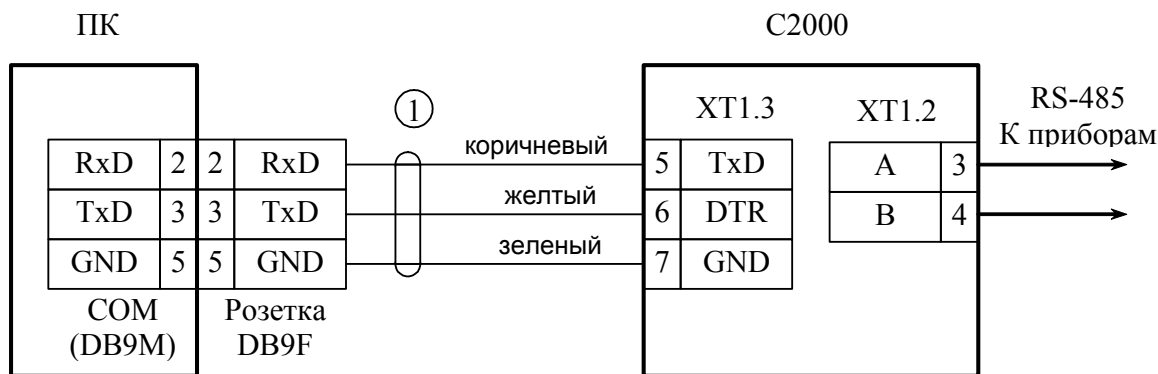 ПК
С2000
1
XT1.3
XT1.2
RS-485
К приборам
RxD 2 2 RxD
коричневый
5 TxD
A 3
TxD 3 3 TxD
желтый
6 DTR
B 4
GND 5 5 GND
зеленый
7 GND
COM
(DB9M)
Розетка
DB9F